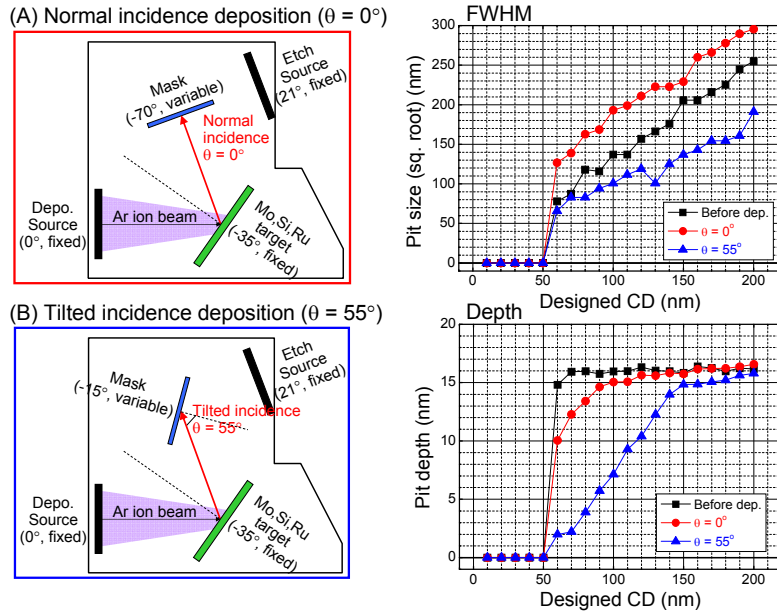 (A) Normal incidence deposition (θ = 0°)
Mask
(-70°, variable)
Etch
Source
(21°, fixed)
Normal
incidence
θ = 0°
Depo.
Source
(0°, fixed)
Ar ion beam
Mo,Si,Ru
target
(-35°, fixed)
FWHM
Pit size (sq. root) (nm)
300
250
200
150
100
50
0
Before dep.
θ = 0°
θ = 55°
0 50 100 150 200
Designed CD (nm)
(B) Tilted incidence deposition (θ = 55°)
Mask
(-15°, variable)
Etch
Source
(21°, fixed)
Tilted incidence
θ = 55°
Depo.
Source
(0°, fixed)
Ar ion beam
Mo,Si,Ru
target
(-35°, fixed)
Depth
Pit depth (nm)
20
16
12
8
4
0
Before dep.
θ = 0°
θ = 55°
0 50 100 150 200
Designed CD (nm)